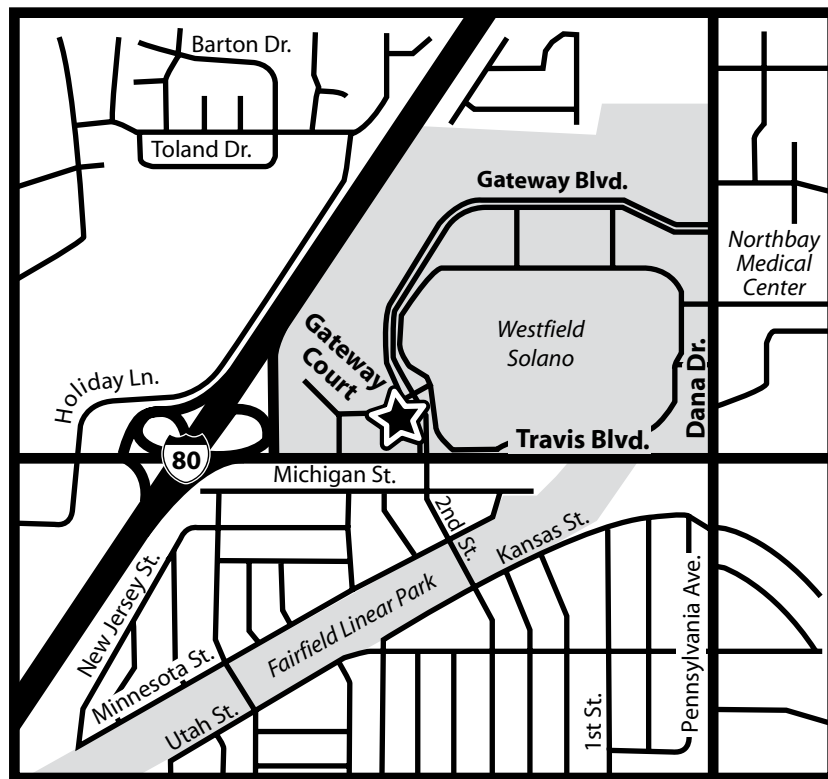 Barton Dr.
Toland Dr.
Gateway Blvd.
Northbay
Medical
Center
Westfield
Solano
Gateway
Court
Dana Dr.
Holiday Ln.
Travis Blvd.
80
Michigan St.
2nd St.
Kansas St.
New Jersey St.
Fairfield Linear Park
Pennsylvania Ave.
Minnesota St.
Utah St.
1st St.